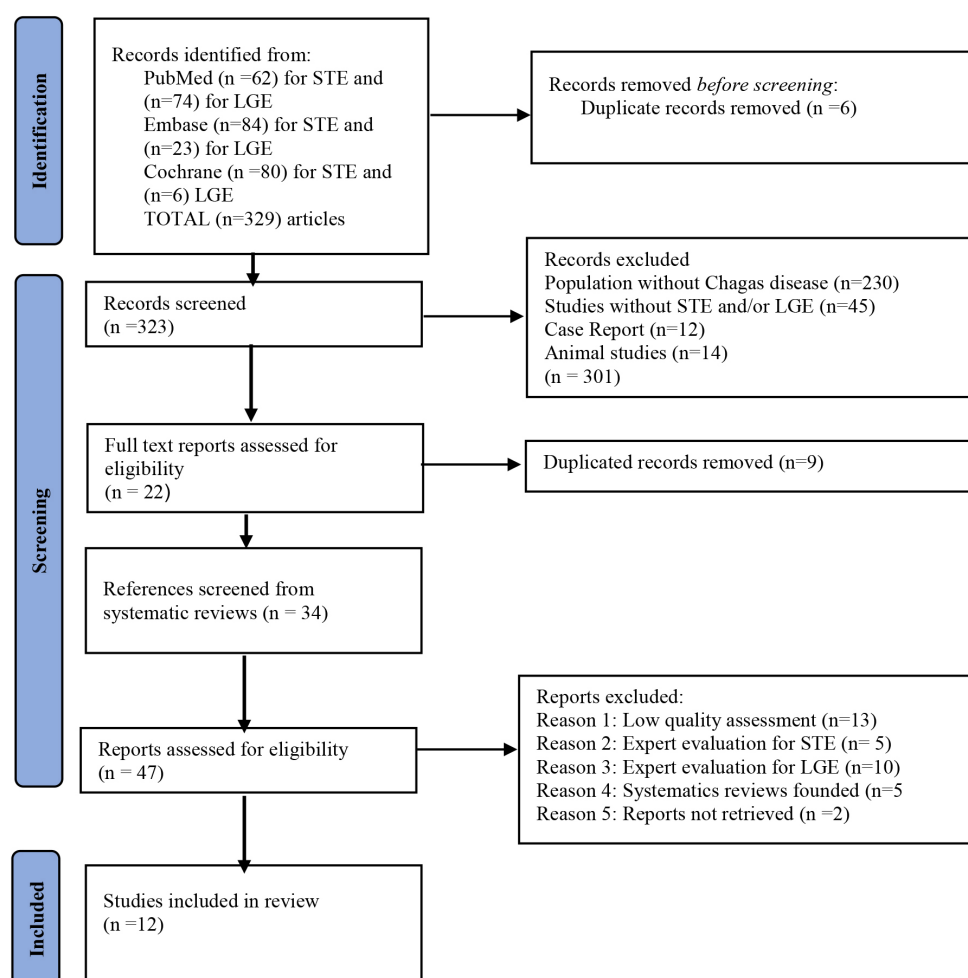 Identification
Records identified from:
PubMed (n =62) for STE and
(n=74) for LGE
Embase (n=84) for STE and
(n=23) for LGE
Cochrane (n =80) for STE and
(n=6) LGE
TOTAL (n=329) articles
Records removed before screening:
Duplicate records removed (n =6)
Screening
Records screened
(n =323)
Records excluded
Population without Chagas disease (n=230)
Studies without STE and/or LGE (n=45)
Case Report (n=12)
Animal studies (n=14)
(n = 301)
Full text reports assessed for
eligibility
(n = 22)
Duplicated records removed (n=9)
References screened from
systematic reviews (n = 34)
Reports assessed for eligibility
(n = 47)
Reports excluded:
Reason 1: Low quality assessment (n=13)
Reason 2: Expert evaluation for STE (n= 5)
Reason 3: Expert evaluation for LGE (n=10)
Reason 4: Systematics reviews founded (n=5
Reason 5: Reports not retrieved (n =2)
Included
Studies included in review
(n =12)